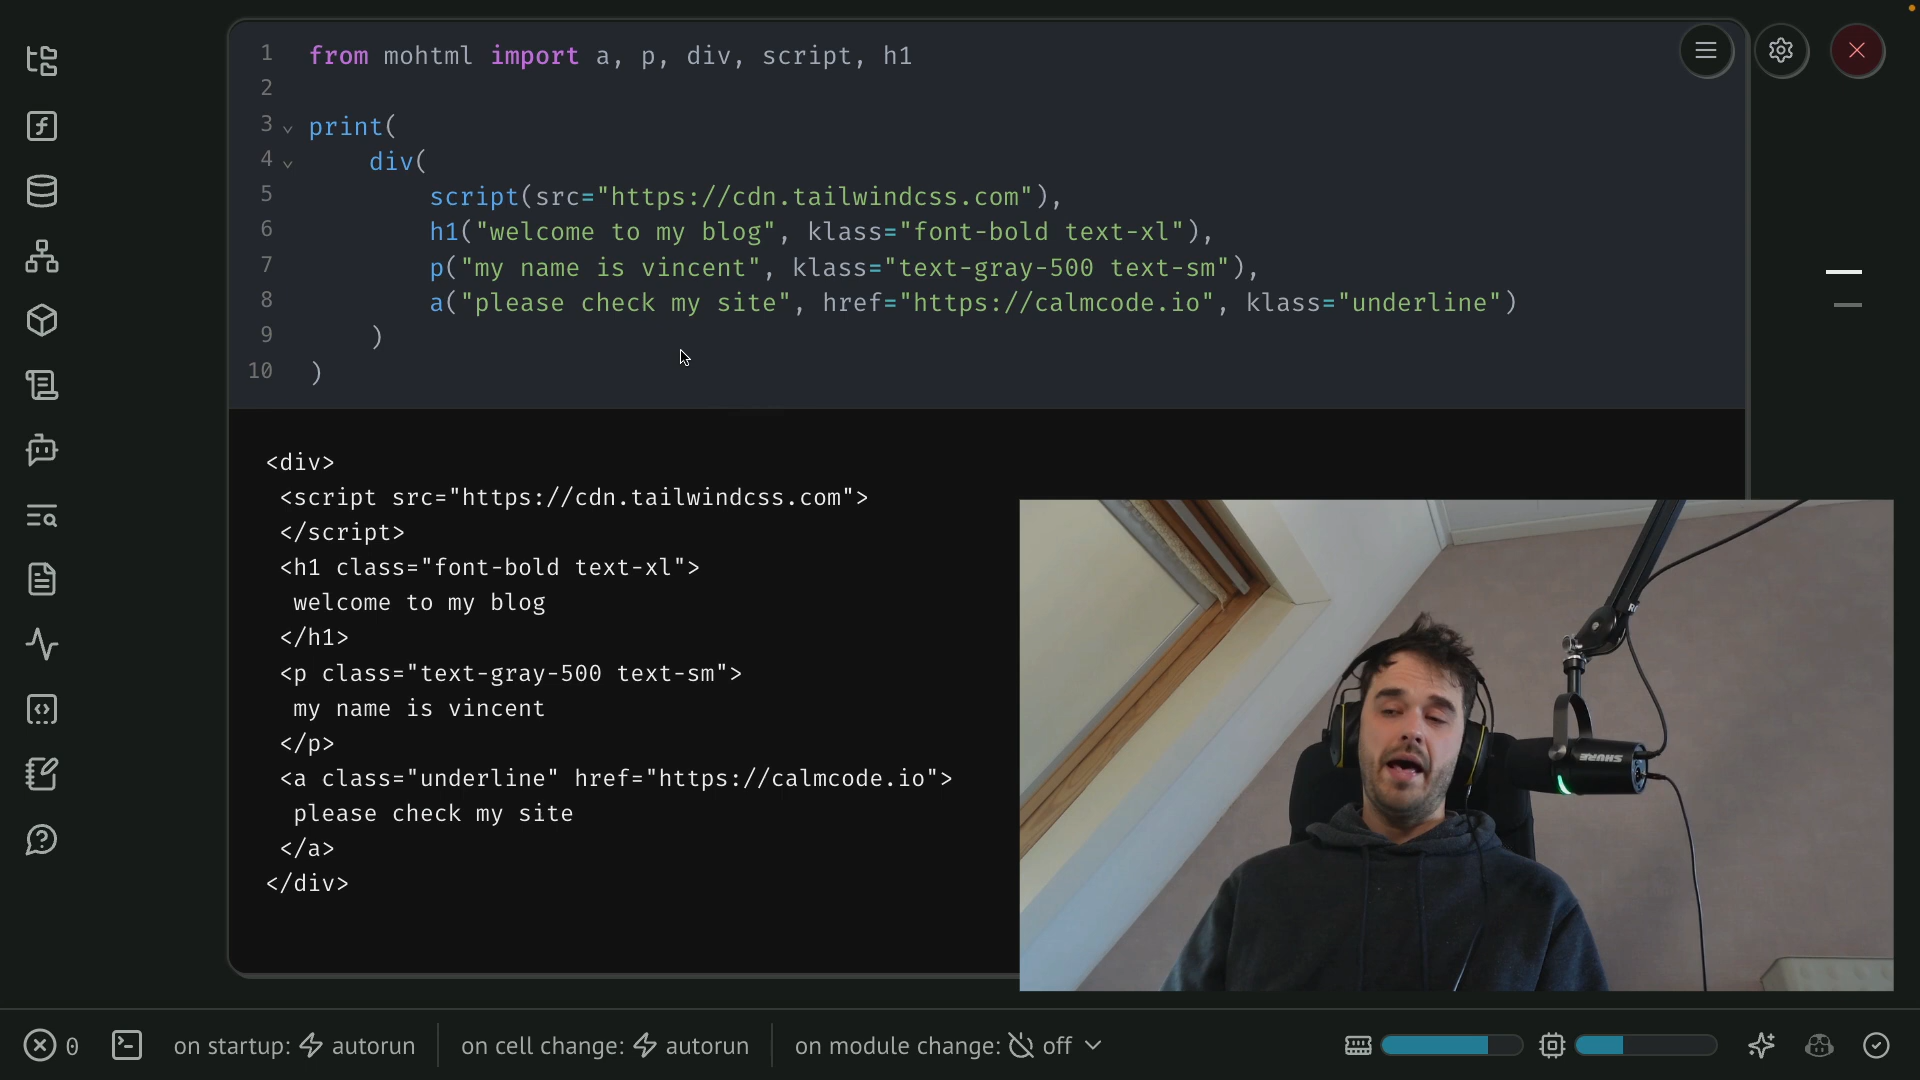 1 from mohtml import a, p, div, script, h1
2
3 print(
4 div(
5 script(src="https://cdn.tailwindcss.com"),
6 h1("welcome to my blog", klass="font-bold text-xl"),
7 p("my name is vincent", klass="text-gray-500 text-sm"),
8 a("please check my site", href="https://calmcode.io", klass="underline")
9 )
10 )
<div>
<script src="https://cdn.tailwindcss.com">
</script>
<h1 class="font-bold text-xl">
welcome to my blog
</h1>
<p class="text-gray-500 text-sm">
my name is vincent
</p>
<a class="underline" href="https://calmcode.io">
please check my site
</a>
</div>
SHURE
0 on startup: autorun on cell change: autorun on module change: off